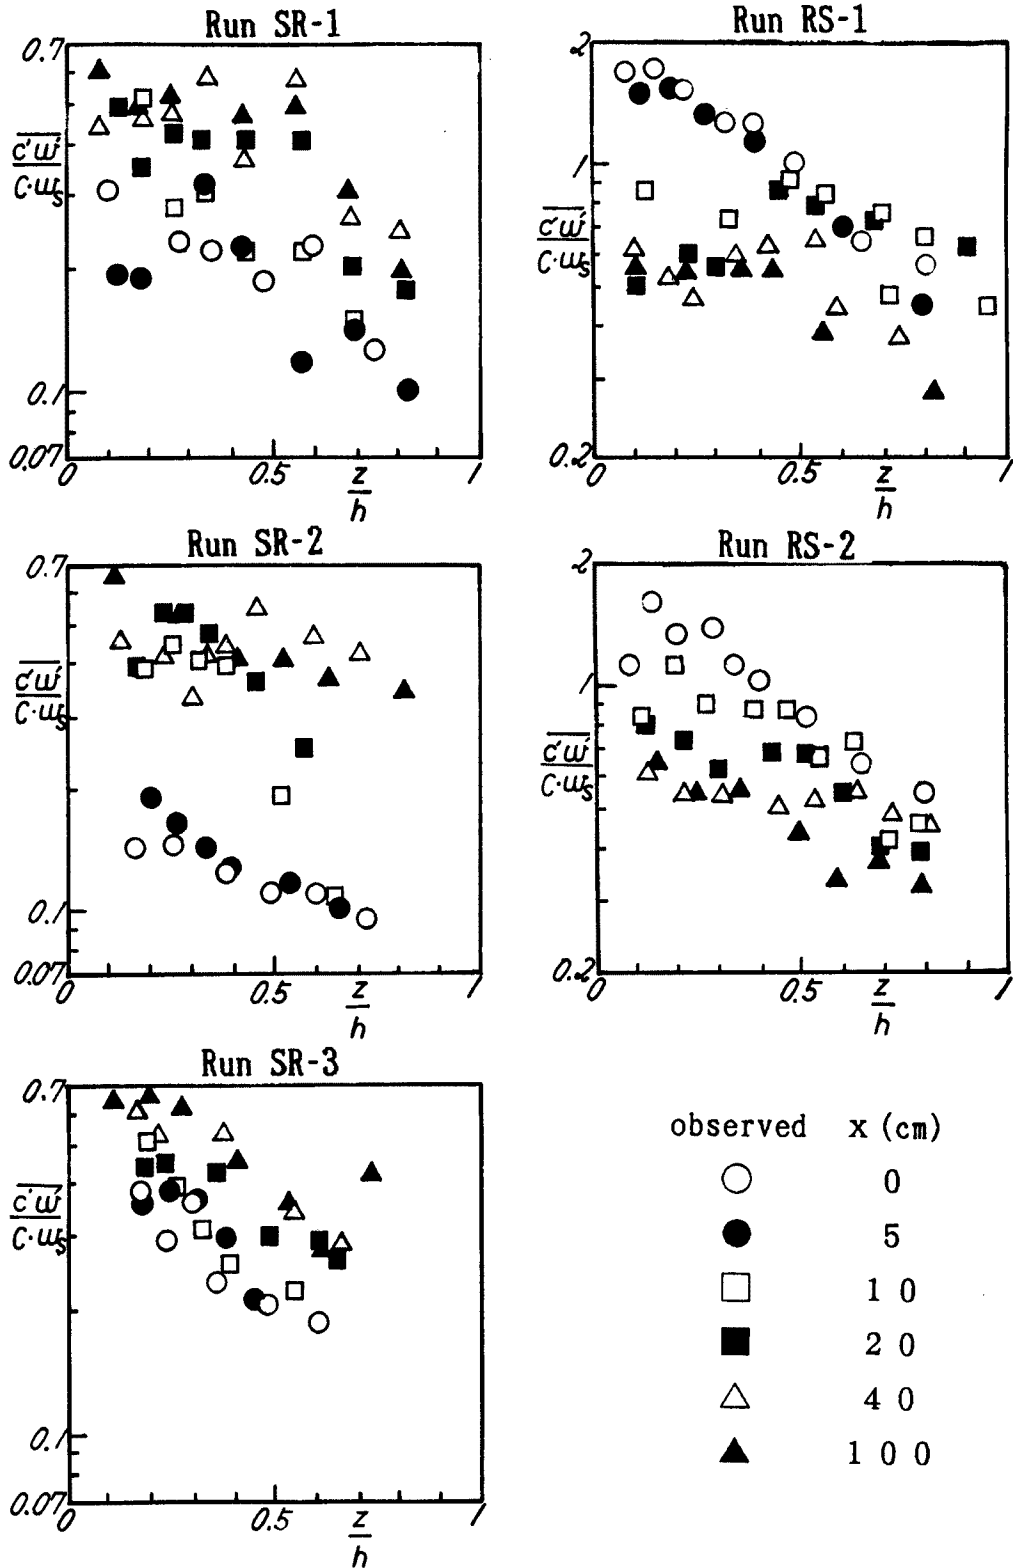 Run SR-1
0.7
c'w'
C·ws
0.1
0.07
0
0.5
1
z
h
Run RS-1
2
1
c'w'
C·ws
0.2
0
0.5
1
z
h
Run SR-2
0.7
c'w'
C·ws
0.1
0.07
0
0.5
1
z
h
Run RS-2
2
1
c'w'
C·ws
0.2
0
0.5
1
z
h
Run SR-3
0.7
c'w'
C·ws
0.1
0.07
0
0.5
1
z
h
observed x (cm)
0
5
10
20
40
100